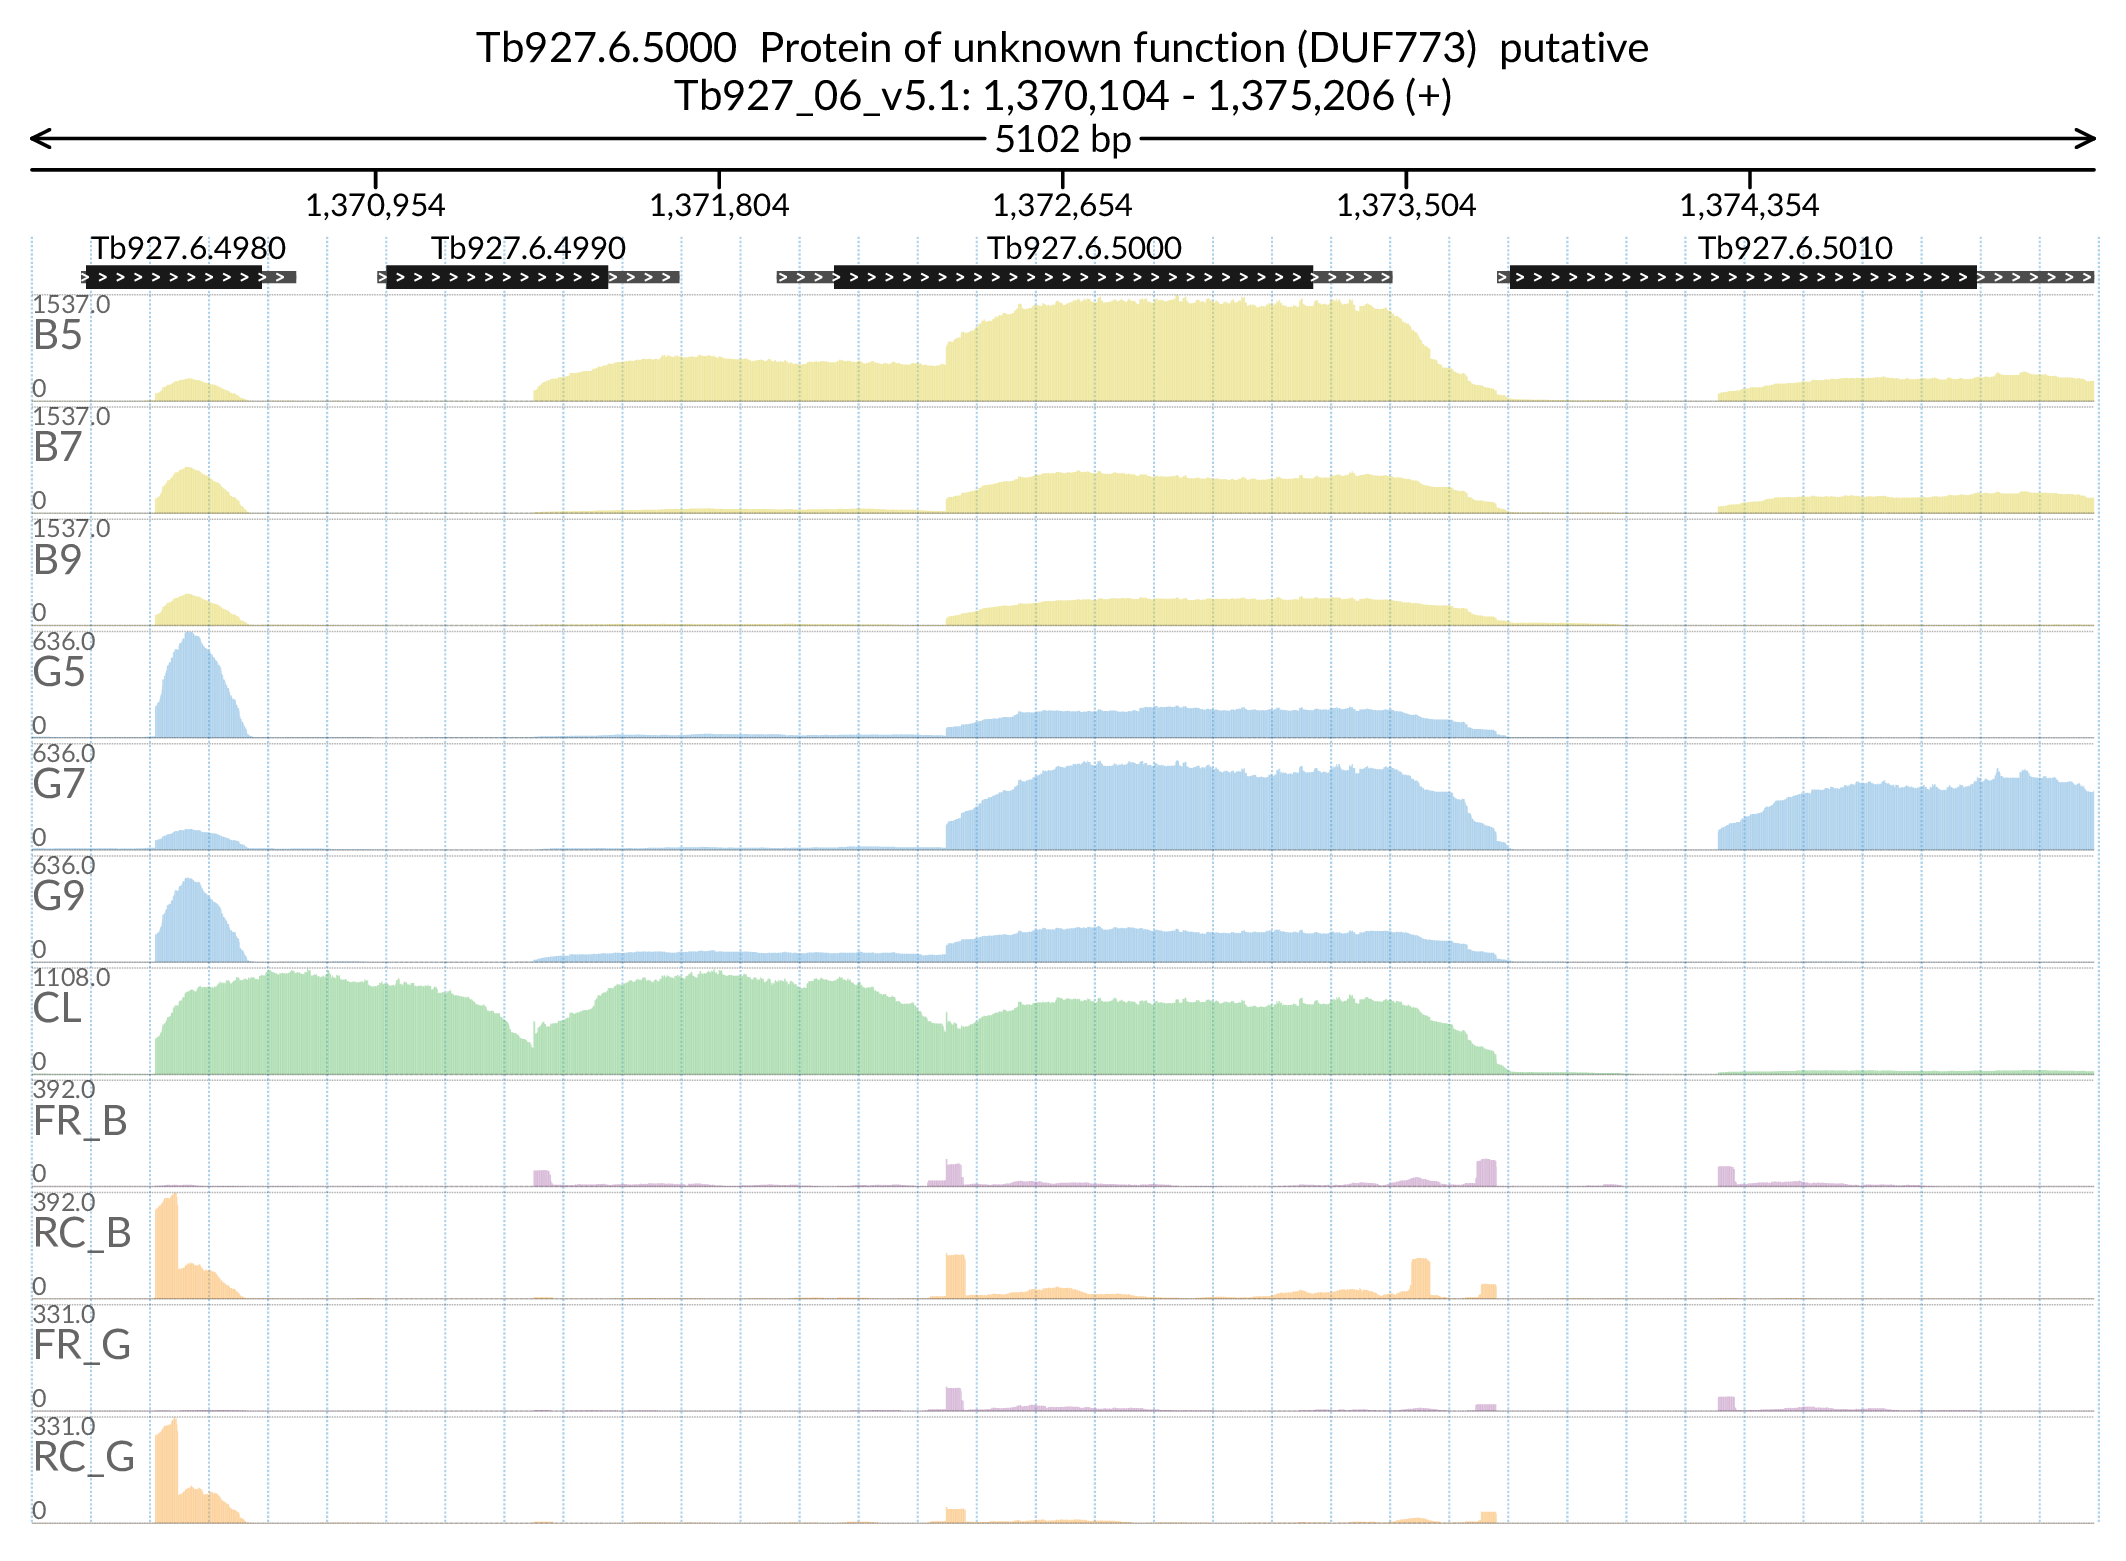 Tb927.6.5000  Protein of unknown function (DUF773)  putative
Tb927_06_v5.1: 1,370,104 - 1,375,206 (+)
5102 bp
1,370,954 1,371,804 1,372,654 1,373,504 1,374,354
Tb927.6.4980 Tb927.6.4990 Tb927.6.5000 Tb927.6.5010
1537.0
B5
0
1537.0
B7
0
1537.0
B9
0
636.0
G5
0
636.0
G7
0
636.0
G9
0
1108.0
CL
0
392.0
FR_B
0
392.0
RC_B
0
331.0
FR_G
0
331.0
RC_G
0